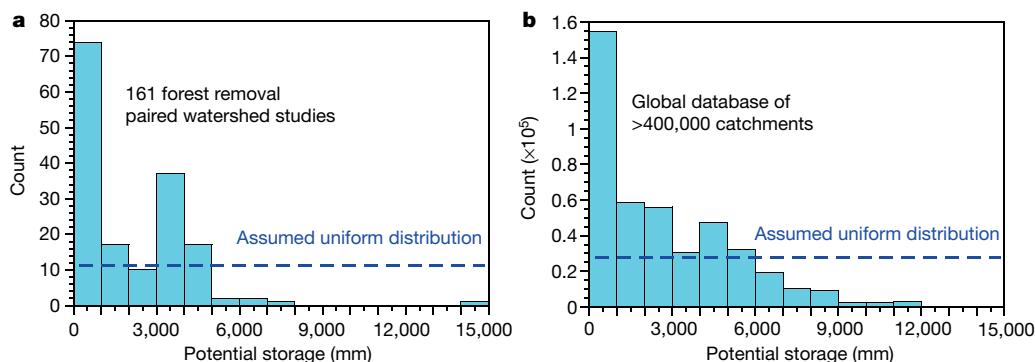 a
80
70
60
50
40
30
20
10
0
Count
161 forest removal
paired watershed studies
Assumed uniform distribution
0 3,000 6,000 9,000 12,000 15,000
Potential storage (mm)
b
1.6
1.4
1.2
1
0.8
0.6
0.4
0.2
0
Count (×10⁵)
Global database of
>400,000 catchments
Assumed uniform distribution
0 3,000 6,000 9,000 12,000 15,000
Potential storage (mm)